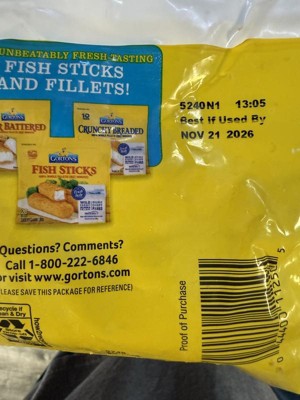 UNBEATABLY FRESH-TASTING
FISH STICKS
AND FILLETS!
BATTERED
GORTON'S
CRUNCHY BREADED
GORTON'S
FISH STICKS
5240N1 13:05
Best if Used By
NOV 21 2026
Questions? Comments?
Call 1-800-222-6846
or visit www.gortons.com
(PLEASE SAVE THIS PACKAGE FOR REFERENCE)
Proof of Purchase